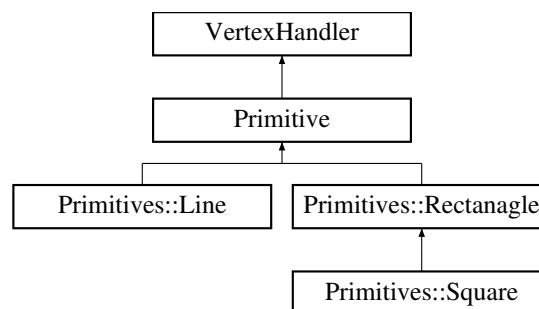 VertexHandler
Primitive
Primitives::Line
Primitives::Rectanagle
Primitives::Square